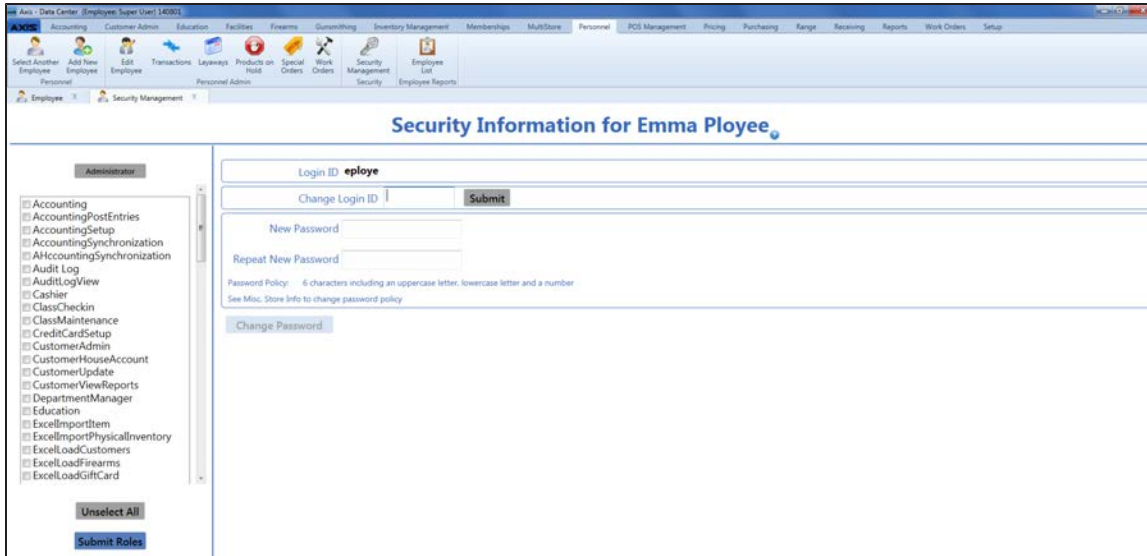 Axis - Data Center (Employee: Super User) 140801
AXIS Accounting Customer Admin Education Facilities Firearms Gunsmithing Inventory Management Memberships MultiStore Personnel POS Management Pricing Purchasing Range Receiving Reports Work Orders Setup
Select Another Employee Add New Employee Edit Employee Transactions Layaways Products on Hold Special Orders Work Orders Security Management Employee List
Personnel Personnel Admin Security Employee Reports
Employee X Security Management X
Security Information for Emma Ployee
Administrator
Accounting
AccountingPostEntries
AccountingSetup
AccountingSynchronization
AHccountingSynchronization
Audit Log
AuditLogView
Cashier
ClassCheckin
ClassMaintenance
CreditCardSetup
CustomerAdmin
CustomerHouseAccount
CustomerUpdate
CustomerViewReports
DepartmentManager
Education
ExcelImportItem
ExcelImportPhysicalInventory
ExcelLoadCustomers
ExcelLoadFirearms
ExcelLoadGiftCard
Unselect All
Submit Roles
Login ID eploye
Change Login ID Submit
New Password
Repeat New Password
Password Policy: 6 characters including an uppercase letter, lowercase letter and a number
See Misc. Store Info to change password policy
Change Password